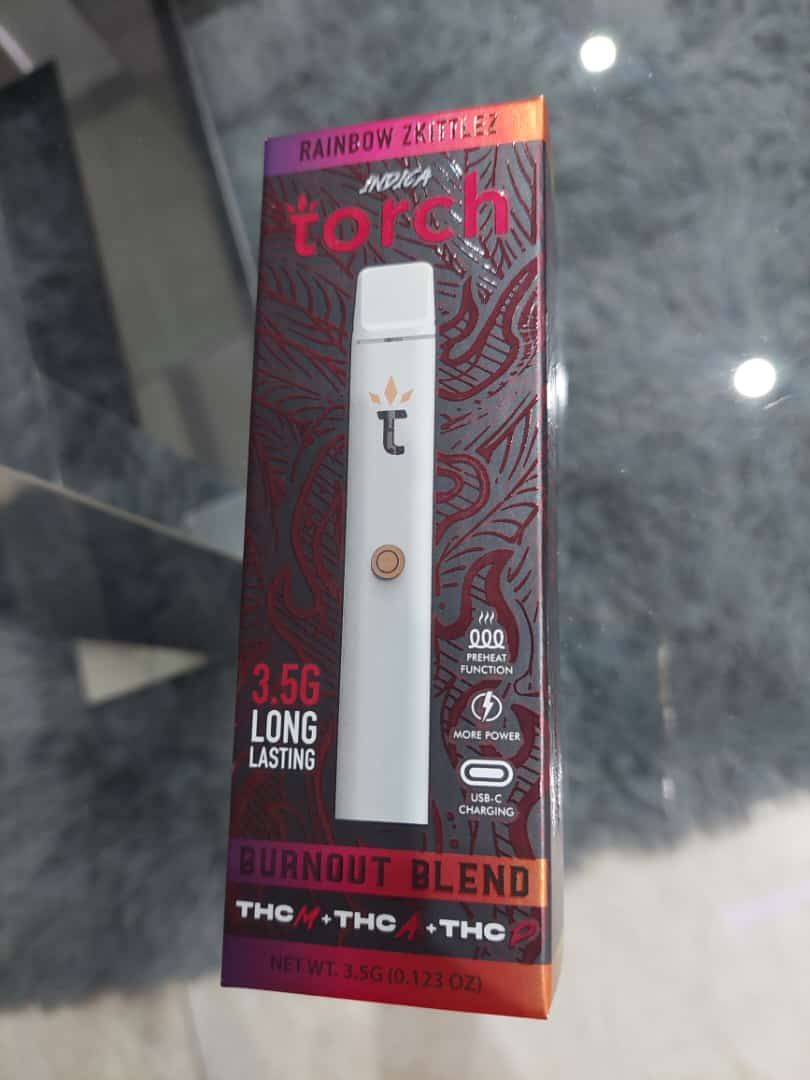 RAINBOW ZKITTLEZ
INDICA
torch
t
3.5G
LONG
LASTING
PREHEAT
FUNCTION
MORE POWER
USB-C
CHARGING
BURNOUT BLEND
THCM+THCA+THCD
NET WT. 3.5G (0.123 OZ)